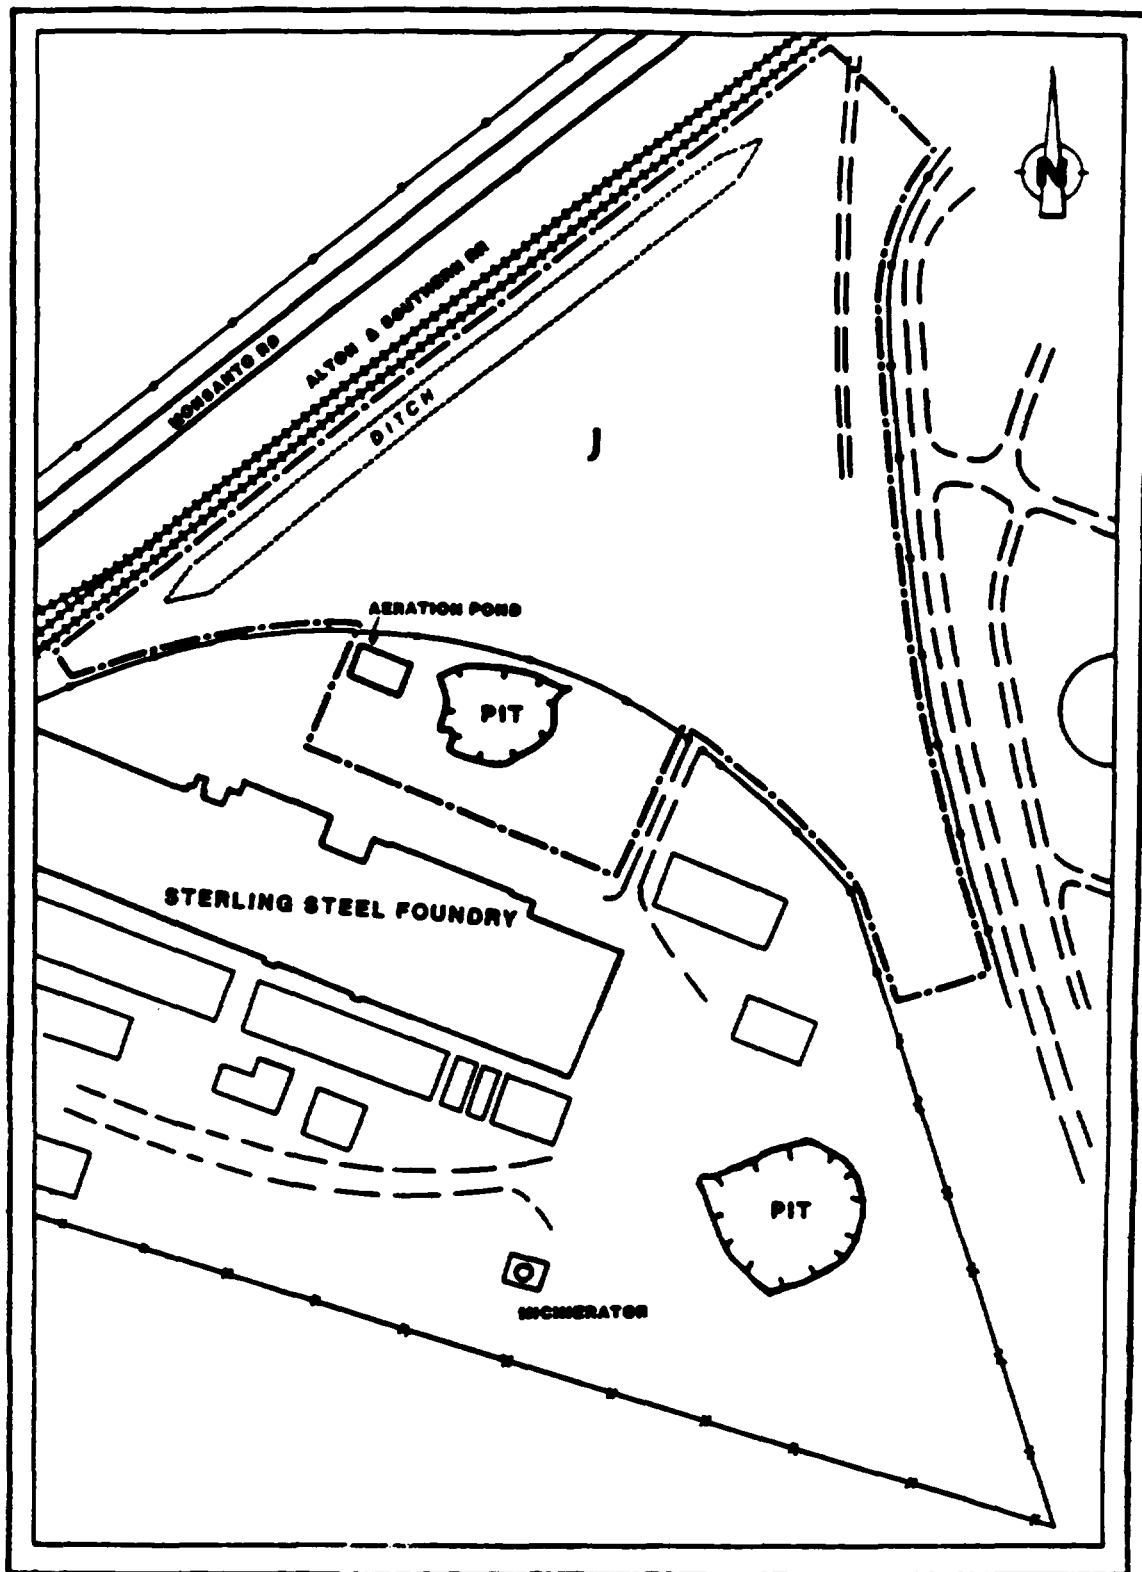 N
MONSANTO RD
ALTON & SOUTHERN RR
DITCH
J
AERATION POND
PIT
STERLING STEEL FOUNDRY
PIT
INCINERATOR